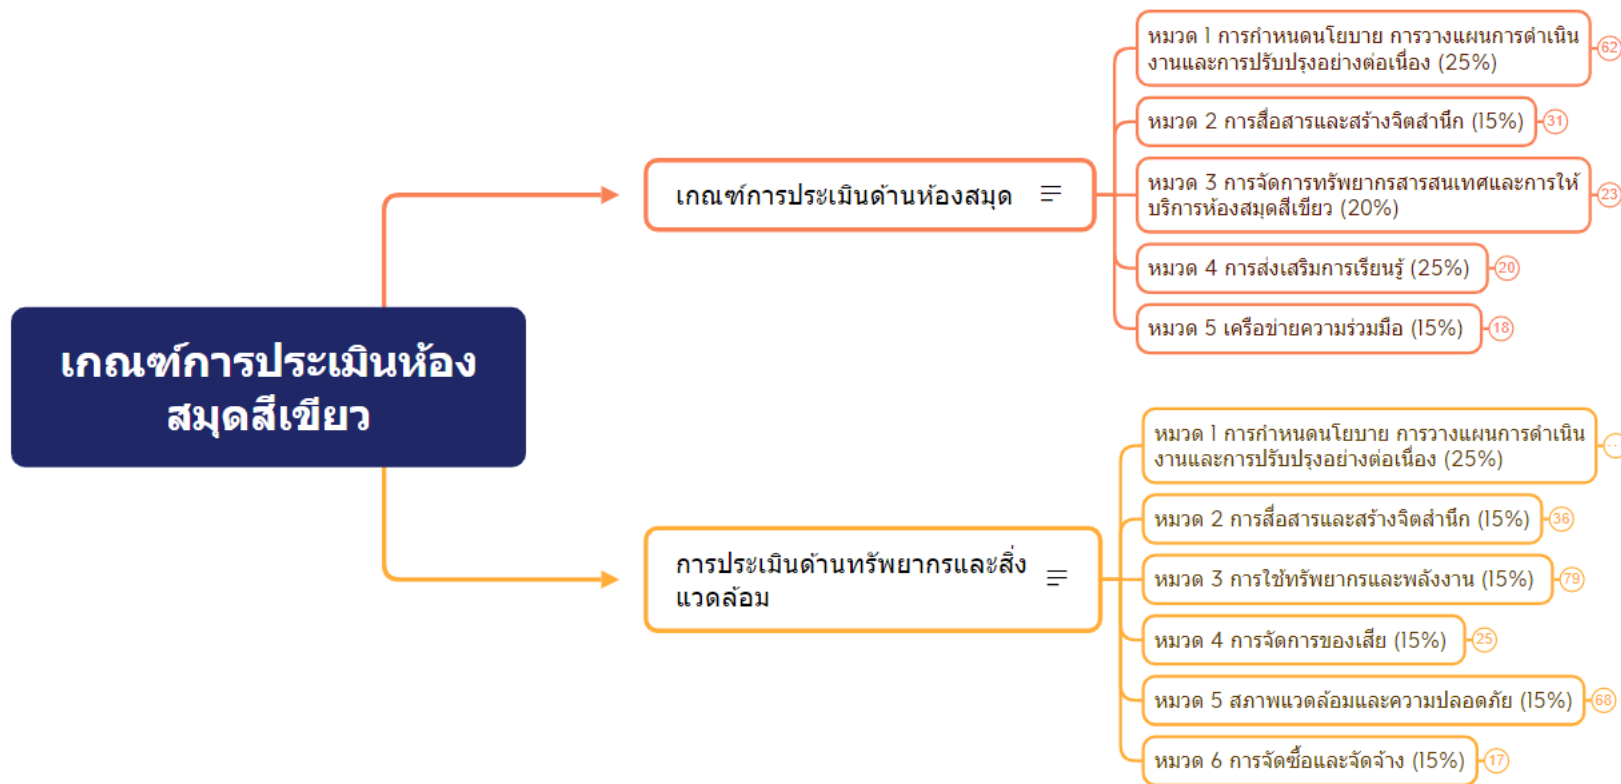 เกณฑ์การประเมินห้อง
สมุดสีเขียว
เกณฑ์การประเมินด้านห้องสมุด
หมวด 1 การกำหนดนโยบาย การวางแผนการดำเนิน
งานและการปรับปรุงอย่างต่อเนื่อง (25%)
62
หมวด 2 การสื่อสารและสร้างจิตสำนึก (15%)
31
หมวด 3 การจัดการทรัพยากรสารสนเทศและการให้
บริการห้องสมุดสีเขียว (20%)
23
หมวด 4 การส่งเสริมการเรียนรู้ (25%)
20
หมวด 5 เครือข่ายความร่วมมือ (15%)
18
การประเมินด้านทรัพยากรและสิ่ง
แวดล้อม
หมวด 1 การกำหนดนโยบาย การวางแผนการดำเนิน
งานและการปรับปรุงอย่างต่อเนื่อง (25%)
...
หมวด 2 การสื่อสารและสร้างจิตสำนึก (15%)
36
หมวด 3 การใช้ทรัพยากรและพลังงาน (15%)
79
หมวด 4 การจัดการของเสีย (15%)
25
หมวด 5 สภาพแวดล้อมและความปลอดภัย (15%)
68
หมวด 6 การจัดซื้อและจัดจ้าง (15%)
17